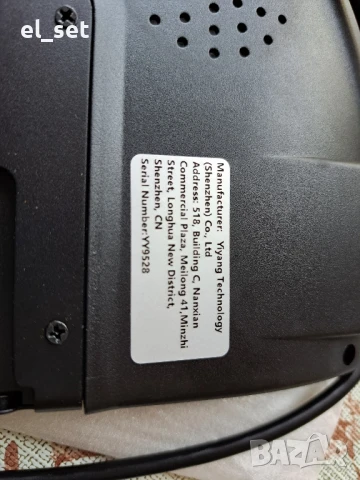 el_set
Manufacturer: Yiyang Technology
(Shenzhen) Co., Ltd
Address: 518, Building C, Nanxian
Commercial Plaza, Meilong 41,Minzhi
Street, Longhua New District,
Shenzhen, CN
Serial Number:YY9528
BAZAR